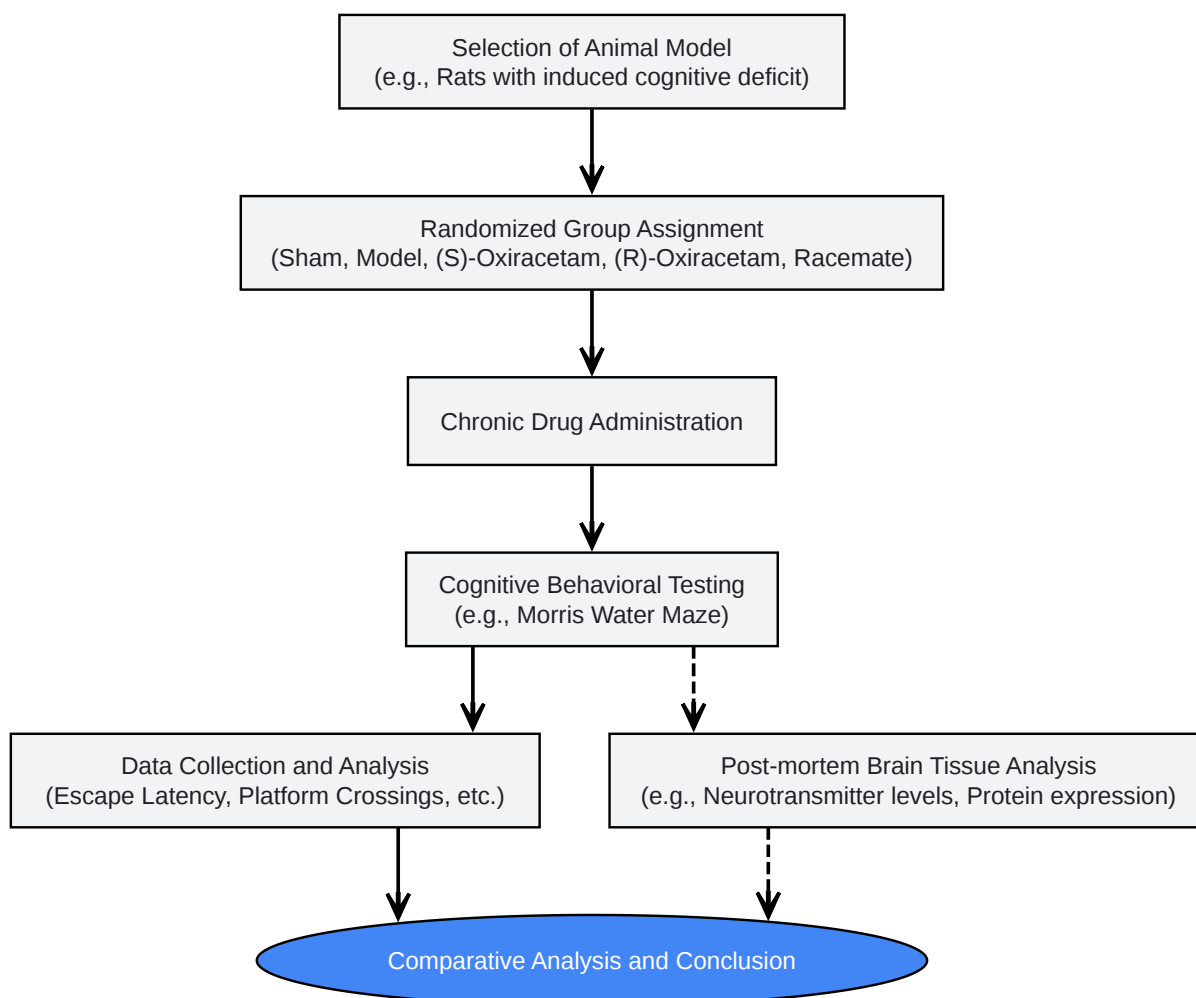 Selection of Animal Model
(e.g., Rats with induced cognitive deficit)
Randomized Group Assignment
(Sham, Model, (S)-Oxiracetam, (R)-Oxiracetam, Racemate)
Chronic Drug Administration
Cognitive Behavioral Testing
(e.g., Morris Water Maze)
Data Collection and Analysis
(Escape Latency, Platform Crossings, etc.)
Post-mortem Brain Tissue Analysis
(e.g., Neurotransmitter levels, Protein expression)
Comparative Analysis and Conclusion